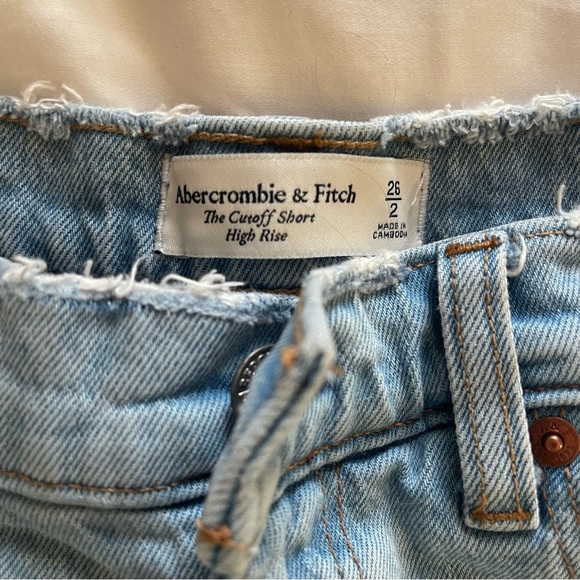 Abercrombie & Fitch
The Cutoff Short
High Rise
26
2
MADE IN
CAMBODIA